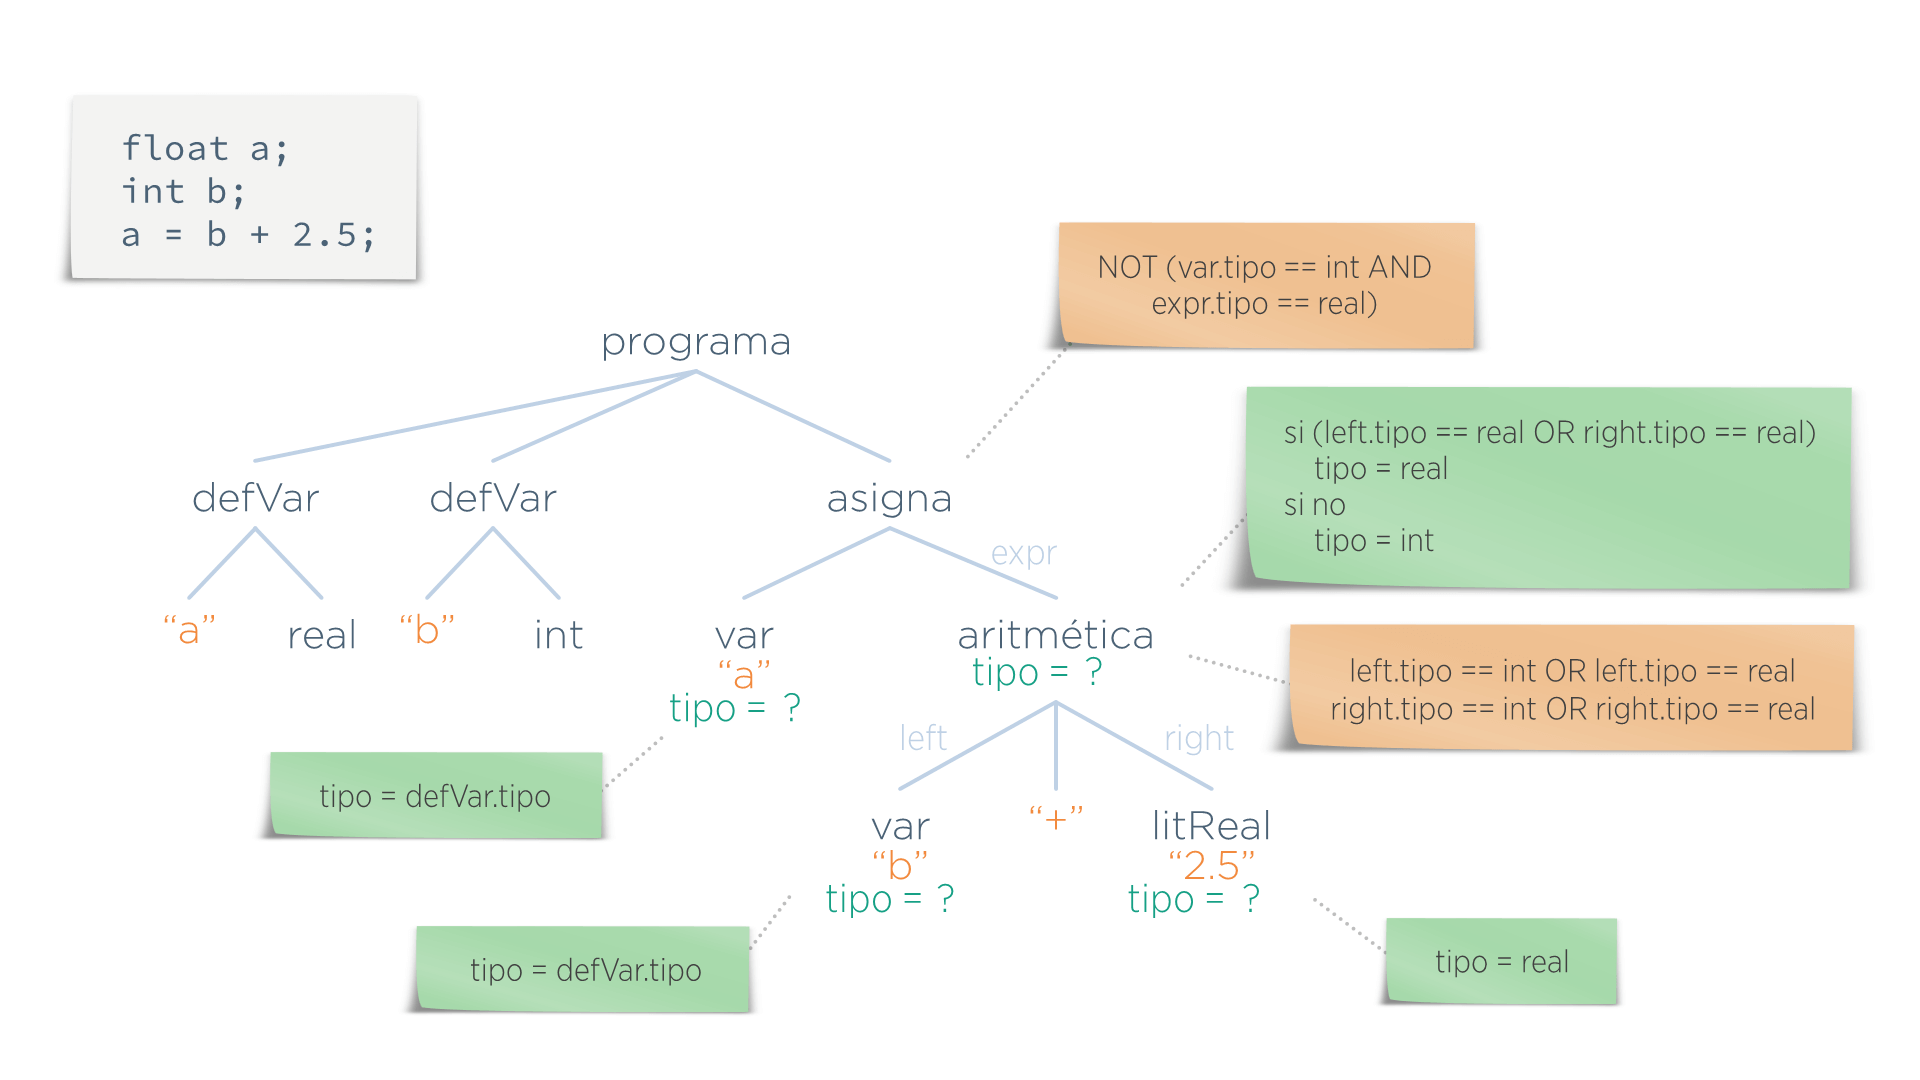 float a;
int b;
a = b + 2.5;
NOT (var.tipo == int AND
expr.tipo == real)
programa
si (left.tipo == real OR right.tipo == real)
tipo = real
si no
tipo = int
defVar
defVar
asigna
expr
“a”
real
“b”
int
var
“a”
tipo = ?
aritmética
tipo = ?
left.tipo == int OR left.tipo == real
right.tipo == int OR right.tipo == real
left
right
tipo = defVar.tipo
var
“b”
tipo = ?
“+”
litReal
“2.5”
tipo = ?
tipo = defVar.tipo
tipo = real